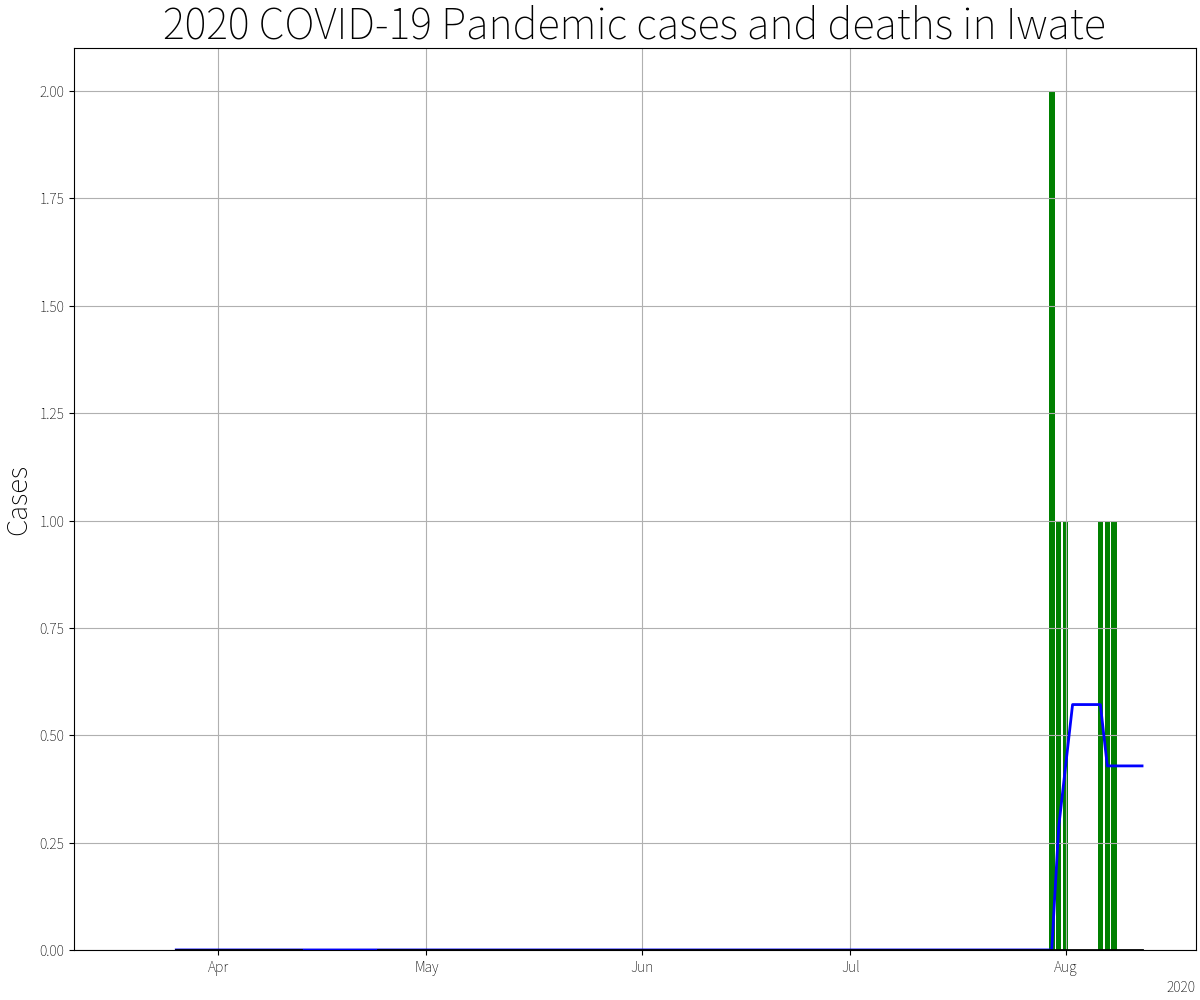 2020 COVID-19 Pandemic cases and deaths in Iwate
Cases
2.00
1.75
1.50
1.25
1.00
0.75
0.50
0.25
0.00
Apr
May
Jun
Jul
Aug
2020